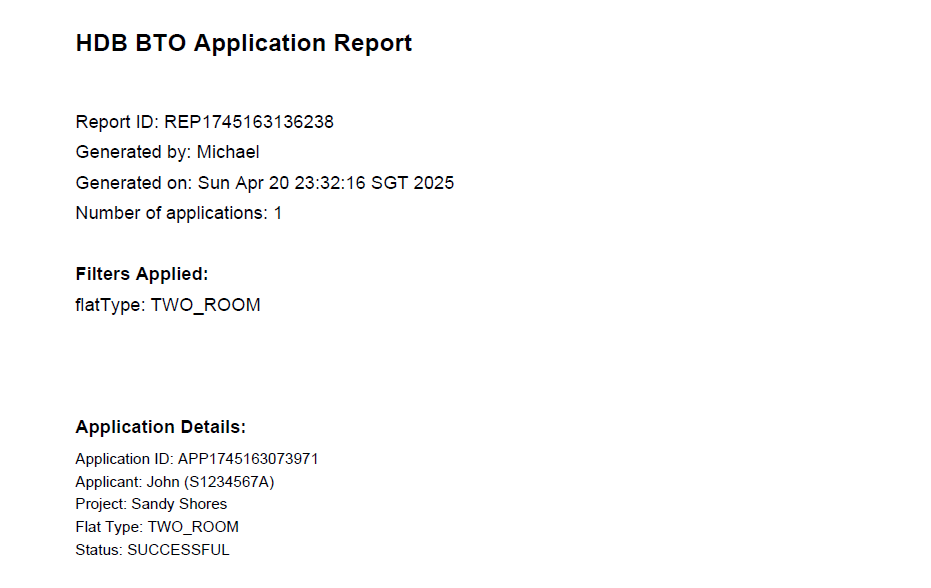 HDB BTO Application Report
Report ID: REP1745163136238
Generated by: Michael
Generated on: Sun Apr 20 23:32:16 SGT 2025
Number of applications: 1
Filters Applied:
flatType: TWO_ROOM
Application Details:
Application ID: APP1745163073971
Applicant: John (S1234567A)
Project: Sandy Shores
Flat Type: TWO_ROOM
Status: SUCCESSFUL